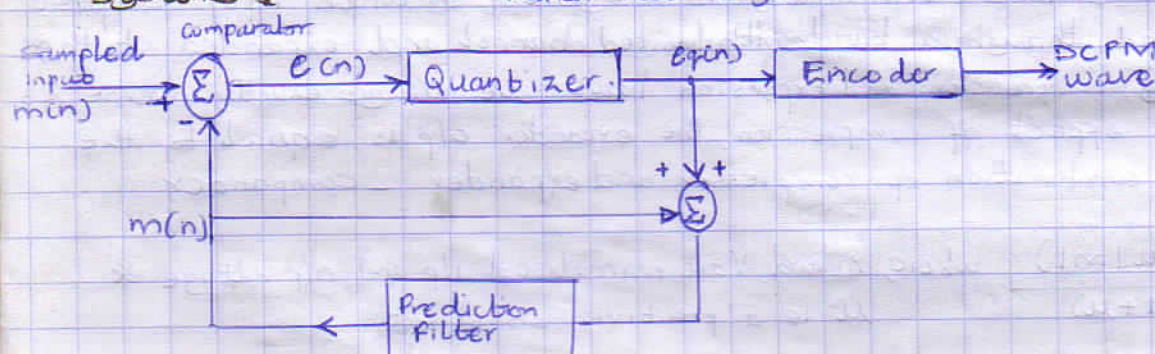 comparator
sampled
input
m(n)
+
-
Σ
e(n)
Quantizer.
eq(n)
Encoder
DCPM
wave
+ +
Σ
m(n)
Prediction
Filter